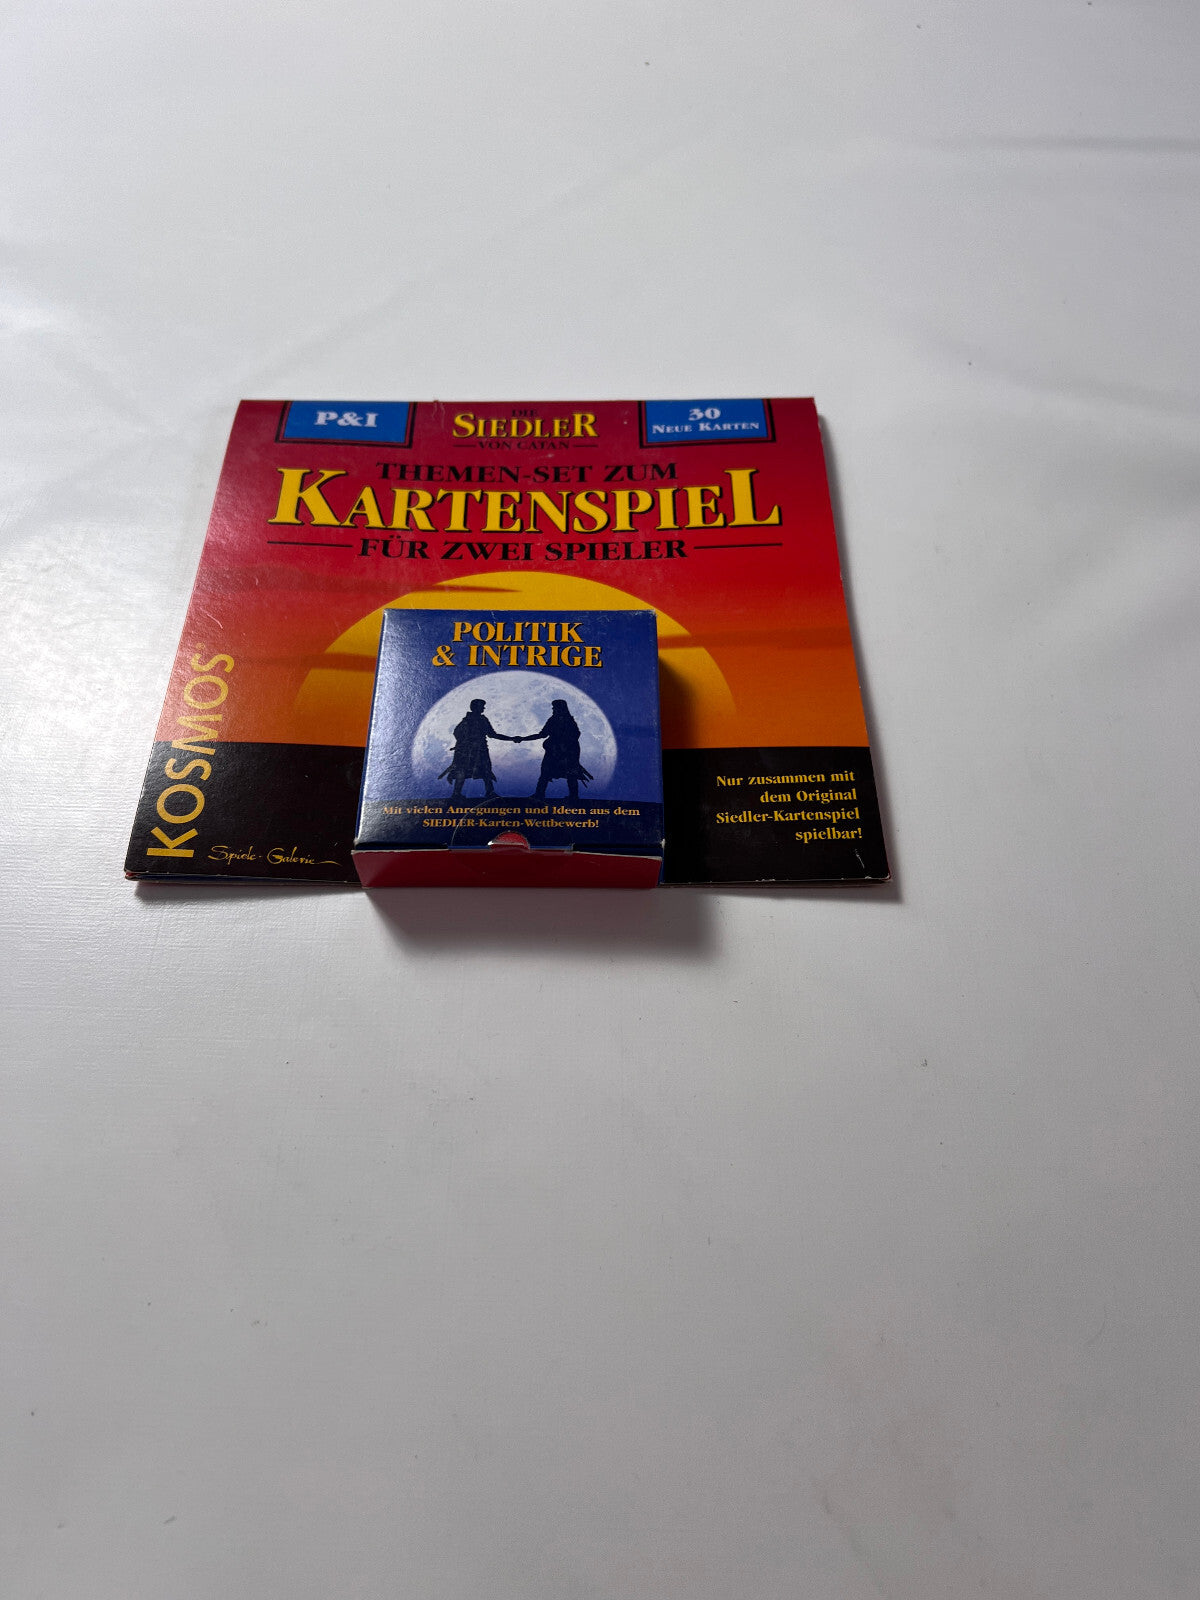 P&I
DIE
SIEDLER
VON CATAN
30
NEUE KARTEN
THEMEN-SET ZUM
KARTENSPIEL
FÜR ZWEI SPIELER
POLITIK
& INTRIGE
Mit vielen Anregungen und Ideen aus dem
SIEDLER-Karten-Wettbewerb!
KOSMOS
Spiele-Galerie
Nur zusammen mit
dem Original
Siedler-Kartenspiel
spielbar!